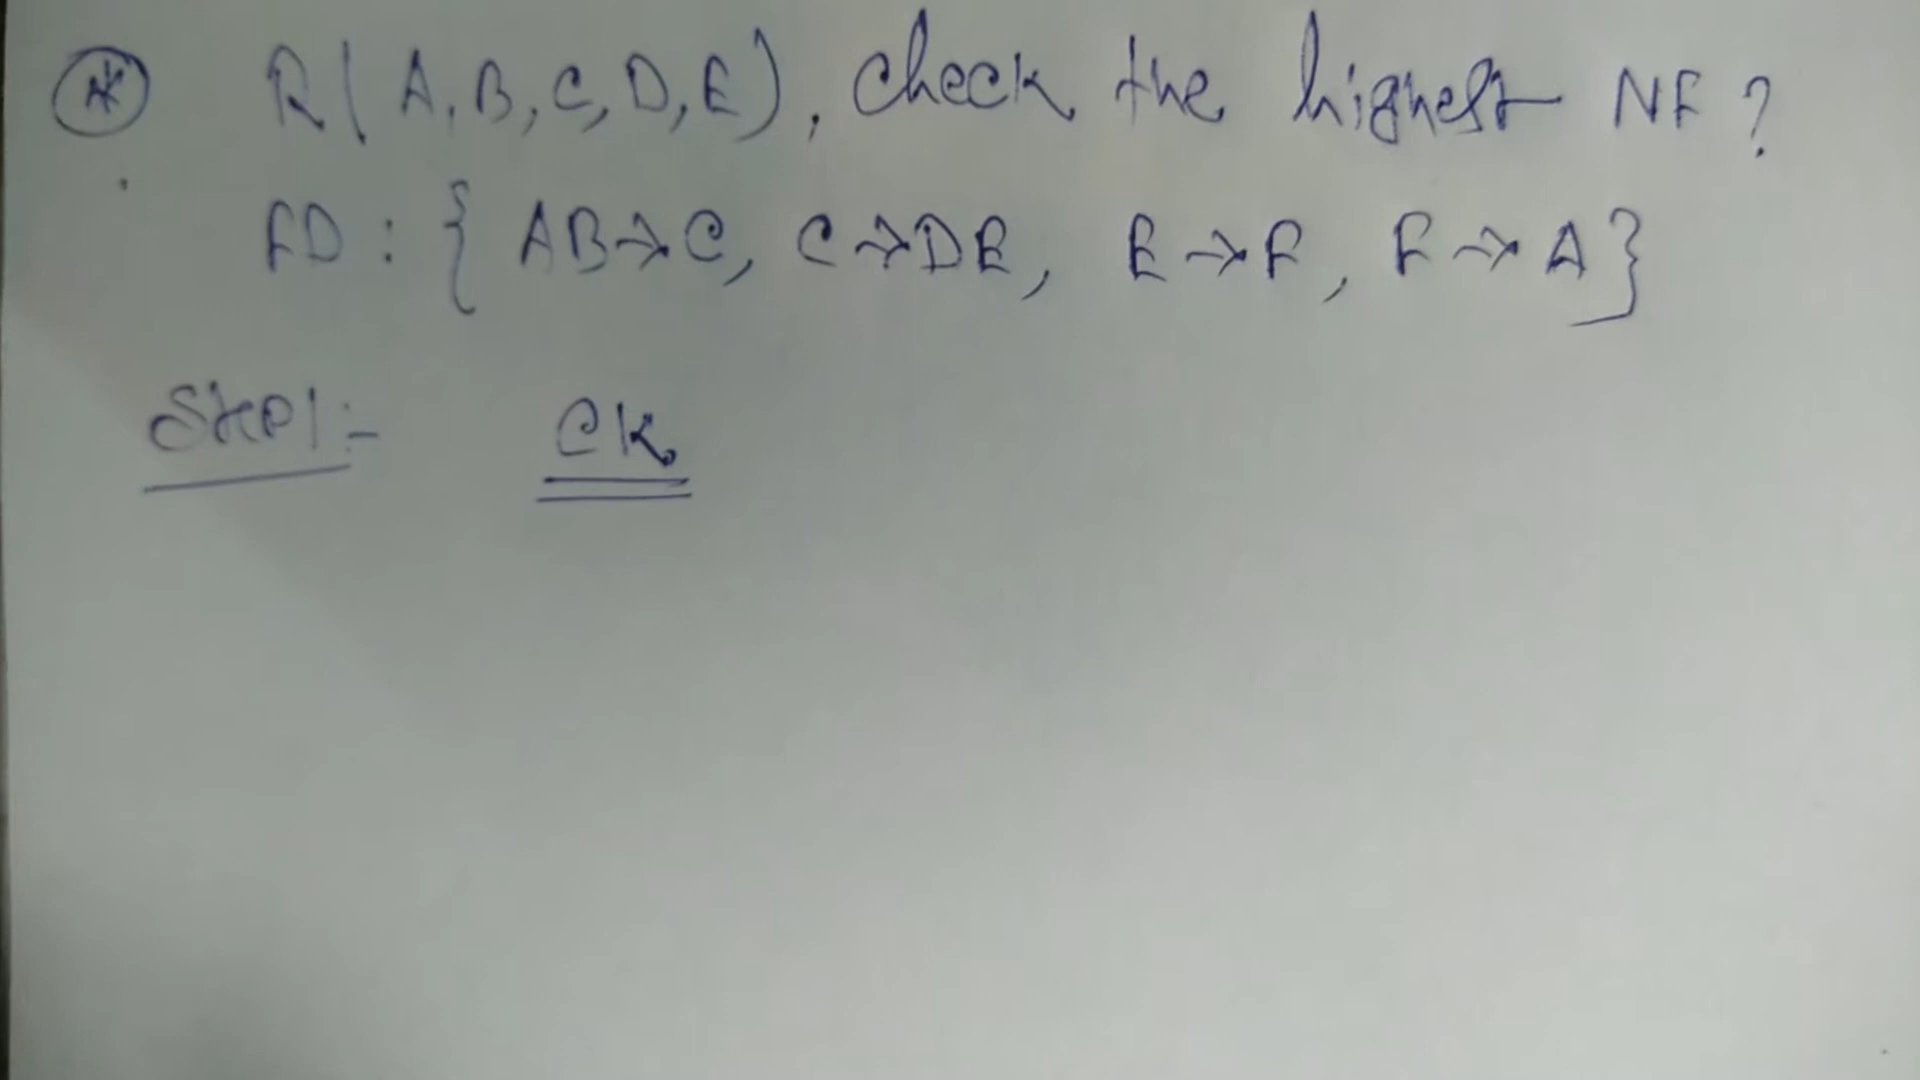 * R(A,B,C,D,E), check the highest NF?
FD: {AB→C, C→DE, E→F, F→A}
Step1:- CK